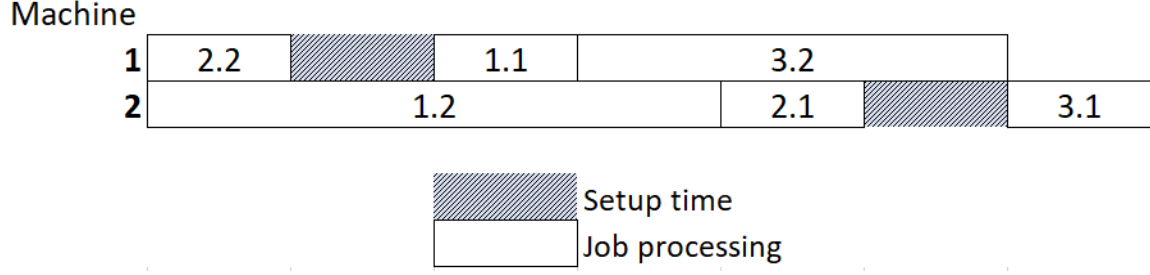 Machine
1 2.2 1.1 3.2
2 1.2 2.1 3.1
Setup time
Job processing